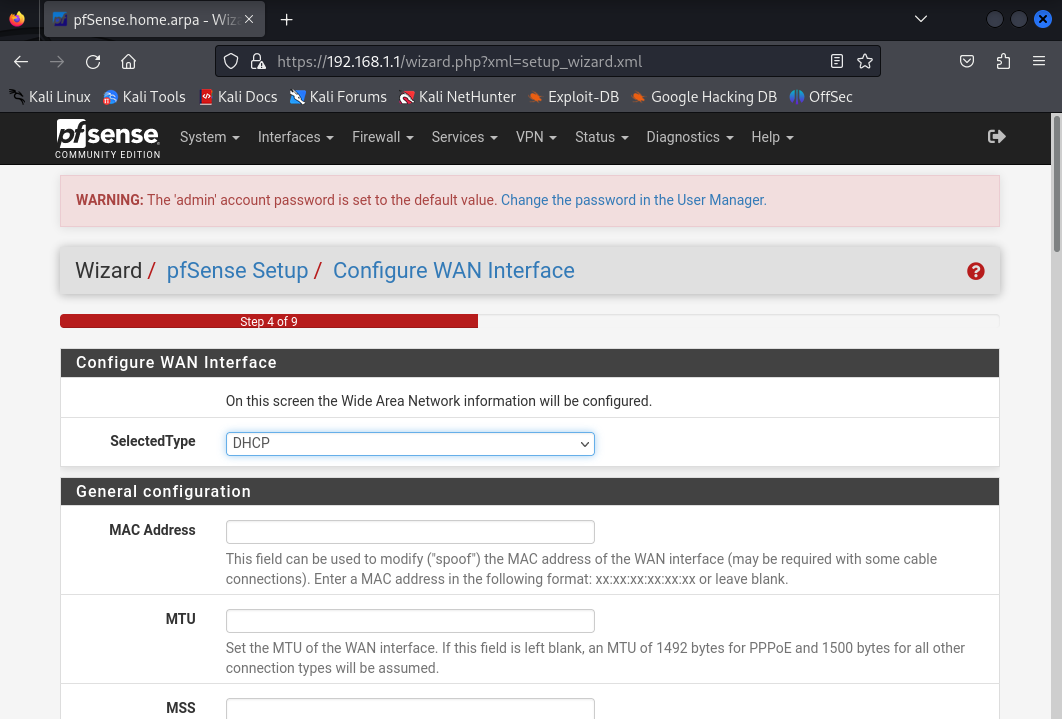 pfSense.home.arpa - Wiz
https://192.168.1.1/wizard.php?xml=setup_wizard.xml
Kali Linux Kali Tools Kali Docs Kali Forums Kali NetHunter Exploit-DB Google Hacking DB OffSec
pfsense
COMMUNITY EDITION
System Interfaces Firewall Services VPN Status Diagnostics Help
WARNING: The 'admin' account password is set to the default value. Change the password in the User Manager.
Wizard / pfSense Setup / Configure WAN Interface
Step 4 of 9
Configure WAN Interface
On this screen the Wide Area Network information will be configured.
SelectedType DHCP
General configuration
MAC Address
This field can be used to modify ("spoof") the MAC address of the WAN interface (may be required with some cable
connections). Enter a MAC address in the following format: xx:xx:xx:xx:xx:xx or leave blank.
MTU
Set the MTU of the WAN interface. If this field is left blank, an MTU of 1492 bytes for PPPoE and 1500 bytes for all other
connection types will be assumed.
MSS